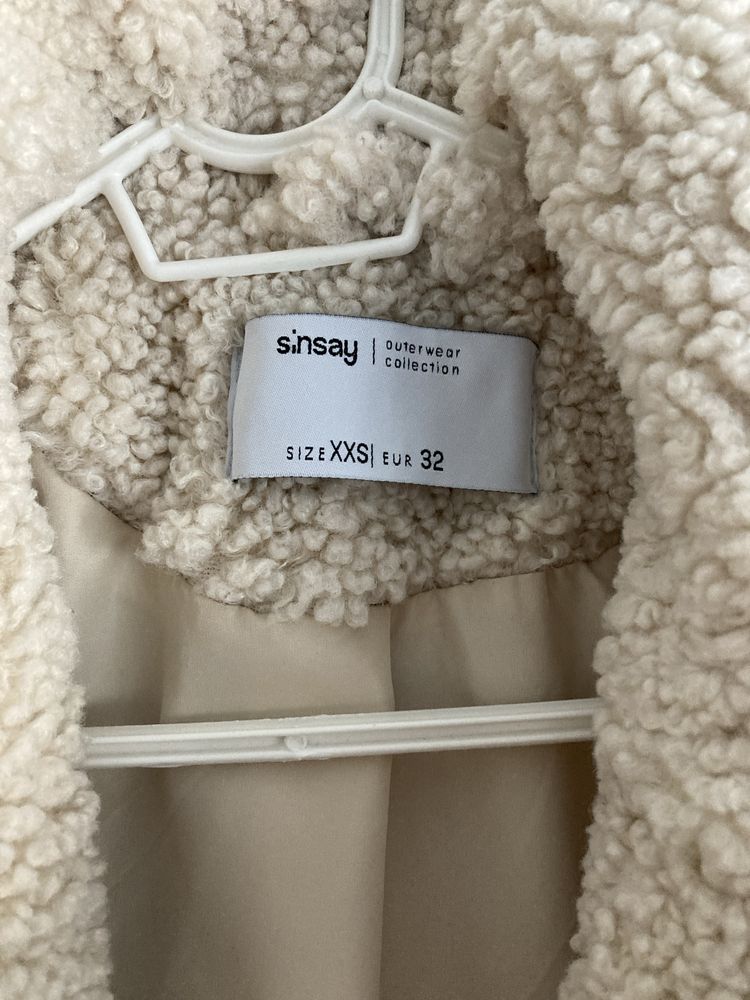 sinsay | outerwear
collection
SIZE XXS| EUR 32